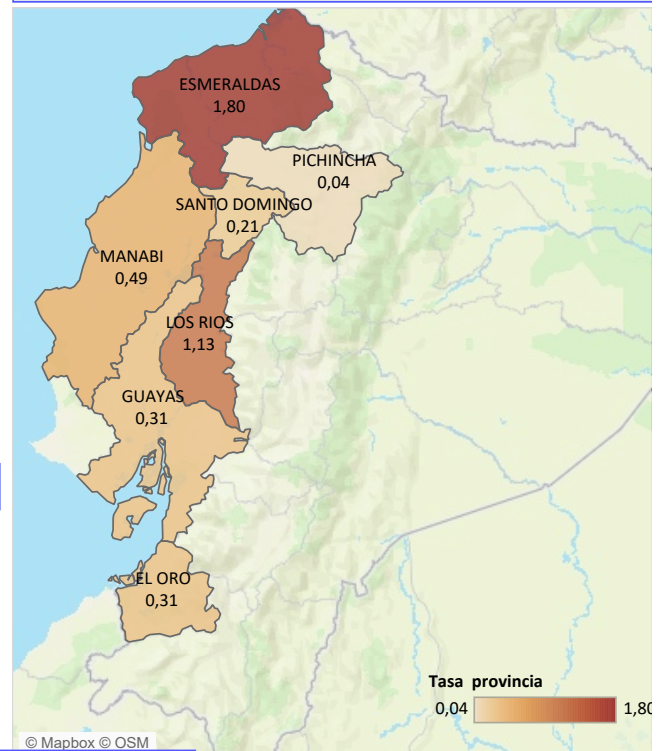 ESMERALDAS
1,80
PICHINCHA
0,04
SANTO DOMINGO
0,21
MANABI
0,49
LOS RIOS
1,13
GUAYAS
0,31
EL ORO
0,31
Tasa provincia
0,04 1,80
© Mapbox © OSM